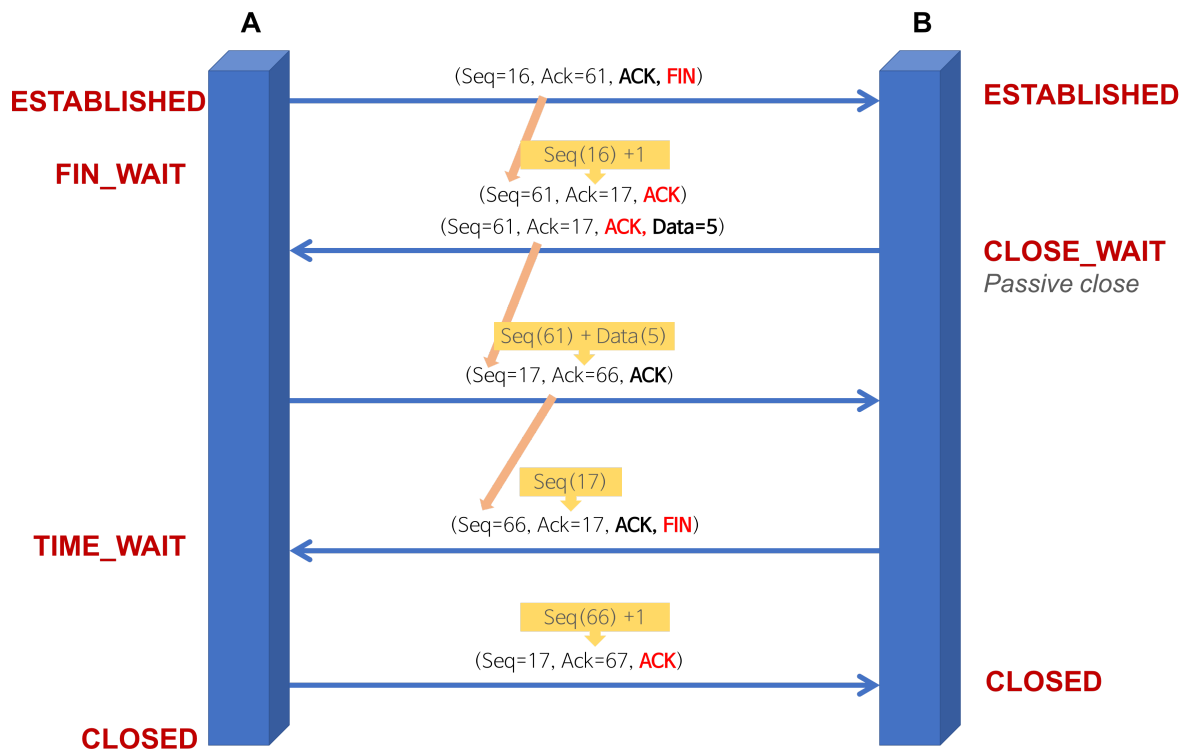 A
B
(Seq=16, Ack=61, ACK, FIN)
ESTABLISHED
ESTABLISHED
Seq(16) +1
FIN_WAIT
(Seq=61, Ack=17, ACK)
(Seq=61, Ack=17, ACK, Data=5)
CLOSE_WAIT
Passive close
Seq(61) + Data(5)
(Seq=17, Ack=66, ACK)
Seq(17)
(Seq=66, Ack=17, ACK, FIN)
TIME_WAIT
Seq(66) +1
(Seq=17, Ack=67, ACK)
CLOSED
CLOSED